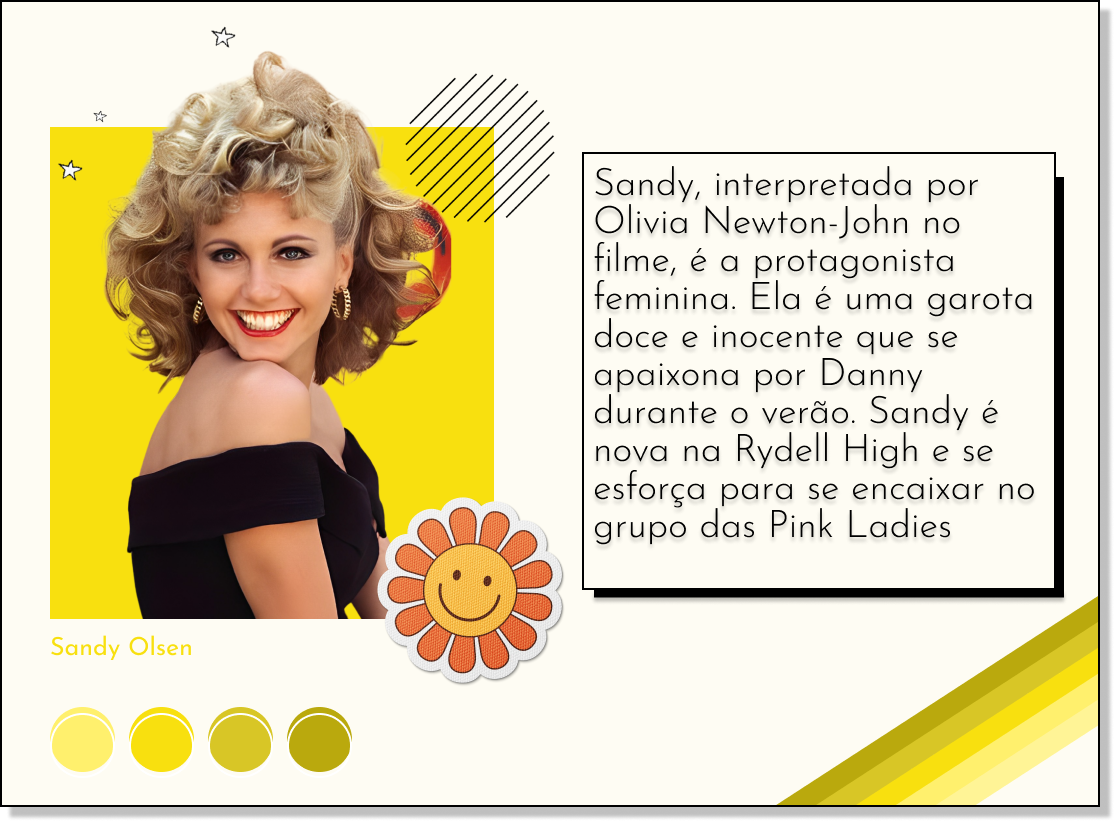 Sandy, interpretada por
Olivia Newton-John no
filme, é a protagonista
feminina. Ela é uma garota
doce e inocente que se
apaixona por Danny
durante o verão. Sandy é
nova na Rydell High e se
esforça para se encaixar no
grupo das Pink Ladies
Sandy Olsen